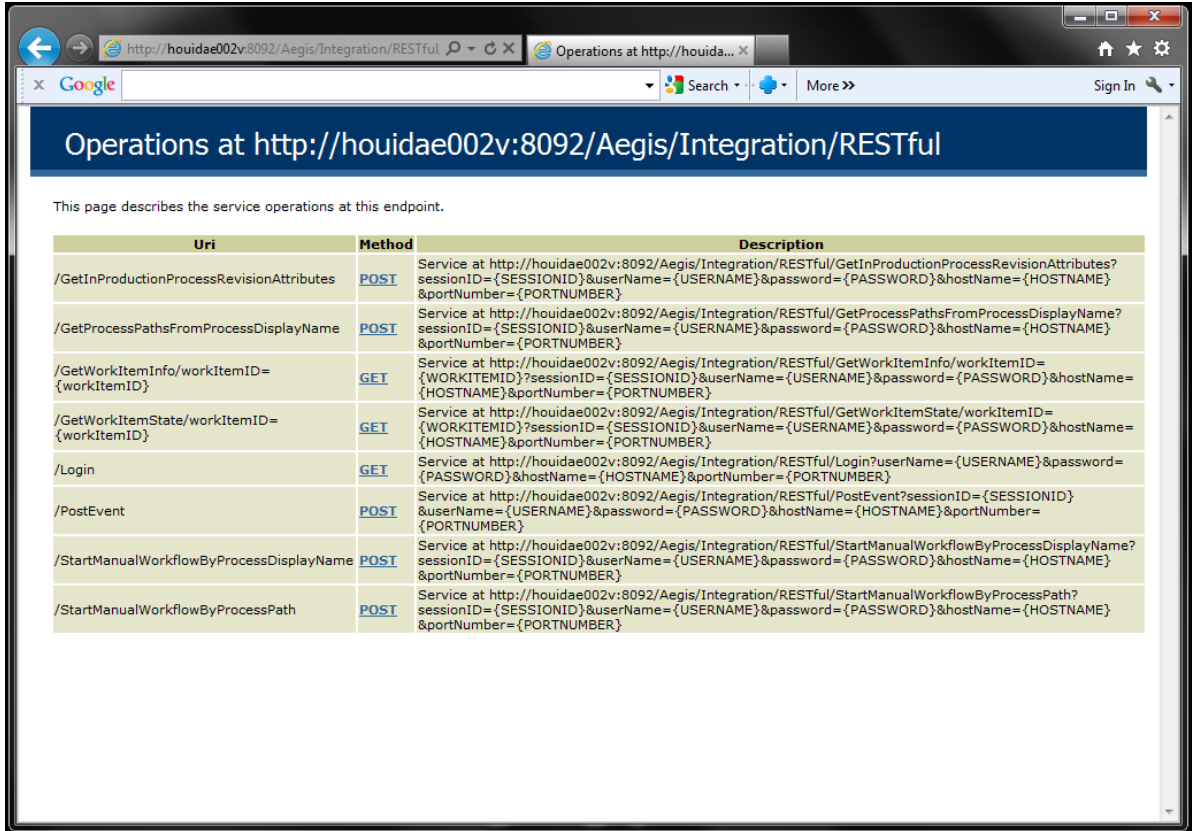 http://houidae002v:8092/Aegis/Integration/RESTful,
Operations at http://houida...
x Google
Search
More >>
Sign In
Operations at http://houidae002v:8092/Aegis/Integration/RESTful
This page describes the service operations at this endpoint.
Uri Method Description
/GetInProductionProcessRevisionAttributes POST
Service at http://houidae002v:8092/Aegis/Integration/RESTful/GetInProductionProcessRevisionAttributes?
sessionID={SESSIONID}&userName={USERNAME}&password={PASSWORD}&hostName={HOSTNAME}
&portNumber={PORTNUMBER}
/GetProcessPathsFromProcessDisplayName POST
Service at http://houidae002v:8092/Aegis/Integration/RESTful/GetProcessPathsFromProcessDisplayName?
sessionID={SESSIONID}&userName={USERNAME}&password={PASSWORD}&hostName={HOSTNAME}
&portNumber={PORTNUMBER}
/GetWorkItemInfo/workItemID=
{workItemID}
GET
Service at http://houidae002v:8092/Aegis/Integration/RESTful/GetWorkItemInfo/workItemID=
{WORKITEMID}?sessionID={SESSIONID}&userName={USERNAME}&password={PASSWORD}&hostName=
{HOSTNAME}&portNumber={PORTNUMBER}
/GetWorkItemState/workItemID=
{workItemID}
GET
Service at http://houidae002v:8092/Aegis/Integration/RESTful/GetWorkItemState/workItemID=
{WORKITEMID}?sessionID={SESSIONID}&userName={USERNAME}&password={PASSWORD}&hostName=
{HOSTNAME}&portNumber={PORTNUMBER}
/Login GET
Service at http://houidae002v:8092/Aegis/Integration/RESTful/Login?userName={USERNAME}&password=
{PASSWORD}&hostName={HOSTNAME}&portNumber={PORTNUMBER}
/PostEvent POST
Service at http://houidae002v:8092/Aegis/Integration/RESTful/PostEvent?sessionID={SESSIONID}
&userName={USERNAME}&password={PASSWORD}&hostName={HOSTNAME}&portNumber=
{PORTNUMBER}
/StartManualWorkflowByProcessDisplayName POST
Service at http://houidae002v:8092/Aegis/Integration/RESTful/StartManualWorkflowByProcessDisplayName?
sessionID={SESSIONID}&userName={USERNAME}&password={PASSWORD}&hostName={HOSTNAME}
&portNumber={PORTNUMBER}
/StartManualWorkflowByProcessPath POST
Service at http://houidae002v:8092/Aegis/Integration/RESTful/StartManualWorkflowByProcessPath?
sessionID={SESSIONID}&userName={USERNAME}&password={PASSWORD}&hostName={HOSTNAME}
&portNumber={PORTNUMBER}